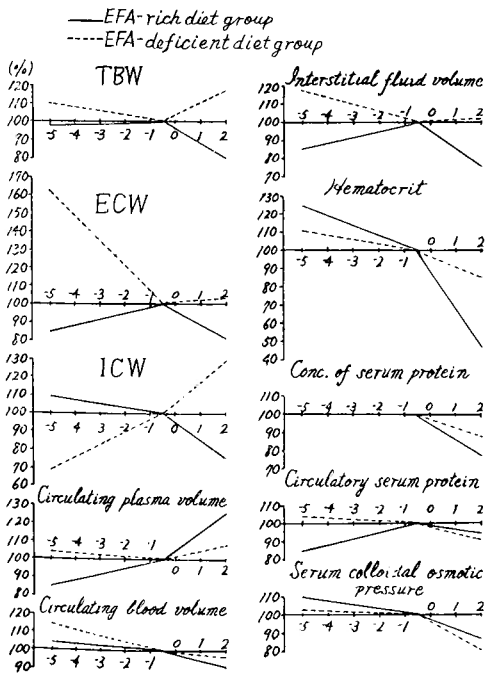 EFA-rich diet group
EFA-deficient diet group
(%)
TBW
120
110
100
90
80
-5 -4 -3 -2 -1 0 1 2
ECW
170
160
150
140
130
120
110
100
90
80
-5 -4 -3 -2 -1 0 1 2
ICW
130
120
110
100
90
80
70
60
-5 -4 -3 -2 -1 0 1 2
Circulating plasma volume
130
120
110
100
90
80
-5 -4 -3 -2 -1 0 1 2
Circulating blood volume
120
110
100
90
-5 -4 -3 -2 -1 0 1 2
Interstitial fluid volume
120
110
100
90
80
70
-5 -4 -3 -2 -1 0 1 2
Hematocrit
130
120
110
100
90
80
70
60
50
40
-5 -4 -3 -2 -1 0 1 2
Conc. of serum protein
110
100
90
80
70
-5 -4 -3 -2 -1 0 1 2
Circulatory serum protein
110
100
90
80
-5 -4 -3 -2 -1 0 1 2
Serum colloidal osmotic
pressure
110
100
90
80
-5 -4 -3 -2 -1 0 1 2